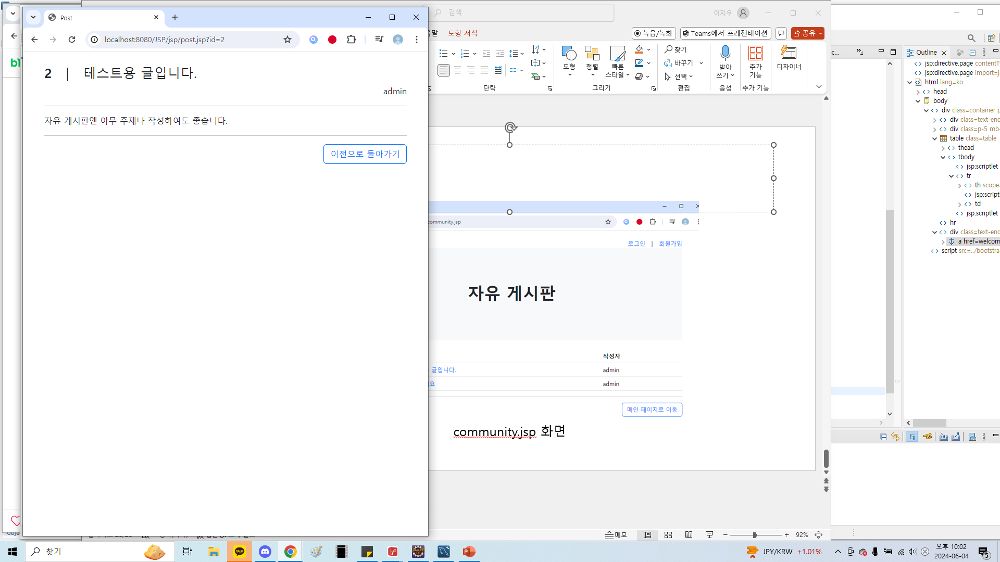 Post
localhost:8080/JSP/jsp/post.jsp?id=2
2 | 테스트용 글입니다.
admin
자유 게시판엔 아무 주제나 작성하여도 좋습니다.
이전으로 돌아가기
검색
이지우
도형 서식
녹음/녹화
Teams에서 프레젠테이션
공유
도형
정렬
빠른
스타일
찾기
바꾸기
선택
받아
쓰기
추가
기능
디자이너
단락
그리기
편집
음성
추가 기능
community.jsp
로그인 | 회원가입
자유 게시판
작성자
글입니다.
admin
요
admin
메인 페이지로 이동
community.jsp 화면
메모
92%
Outline
jsp:directive.page contentTy
jsp:directive.page import=j
html lang=ko
head
body
div class=container p
div class=text-end
div class=p-5 mb-
table class=table
thead
tbody
jsp:scriptlet
tr
th scope=
jsp:script
td
jsp:scriptlet
hr
div class=text-end
a href=welcom
script src=../bootstra
찾기
TALK
JPY/KRW +1.01%
오후 10:02
2024-06-04
5